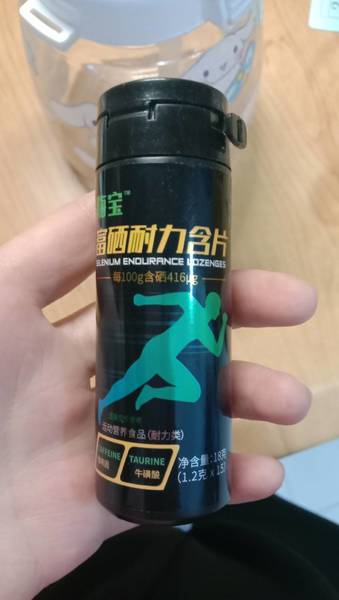 宝™
富硒耐力含片
SELENIUM ENDURANCE LOZENGES
每100g含硒416μg
运动营养食品(耐力类)
CAFFEINE
TAURINE
牛磺酸
净含量:18克
(1.2克×15